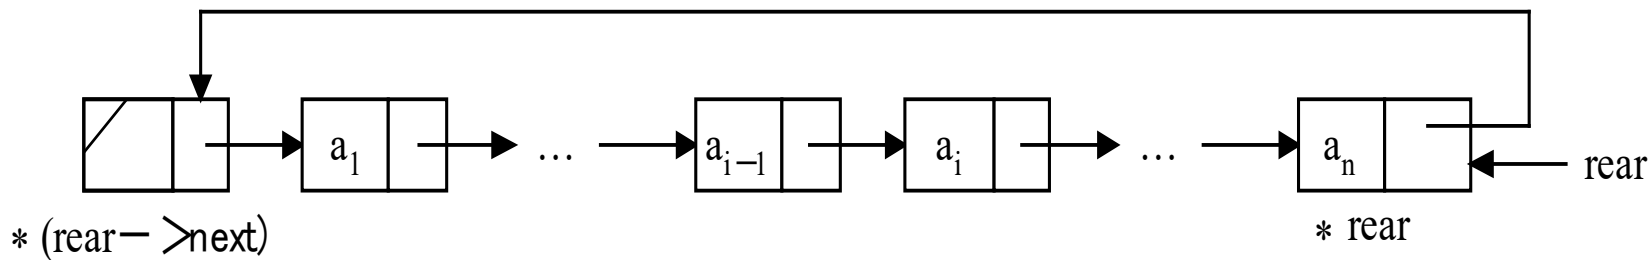 a₁ … aᵢ₋₁ aᵢ … aₙ rear
* (rear－>next) * rear